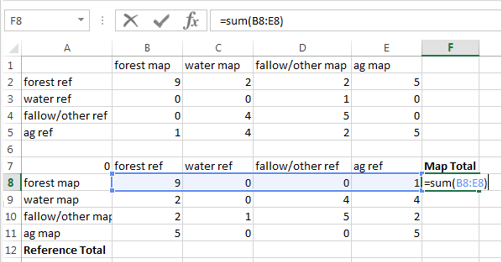 F8 fx =sum(B8:E8)
A B C D E F
1 forest map water map fallow/other map ag map
2 forest ref 9 2 2 5
3 water ref 0 0 1 0
4 fallow/other ref 0 4 5 0
5 ag ref 1 4 2 5
6
7 0 forest ref water ref fallow/other ref ag ref Map Total
8 forest map 9 0 0 1 =sum(B8:E8)
9 water map 2 0 4 4
10 fallow/other map 2 1 5 2
11 ag map 5 0 0 5
12 Reference Total